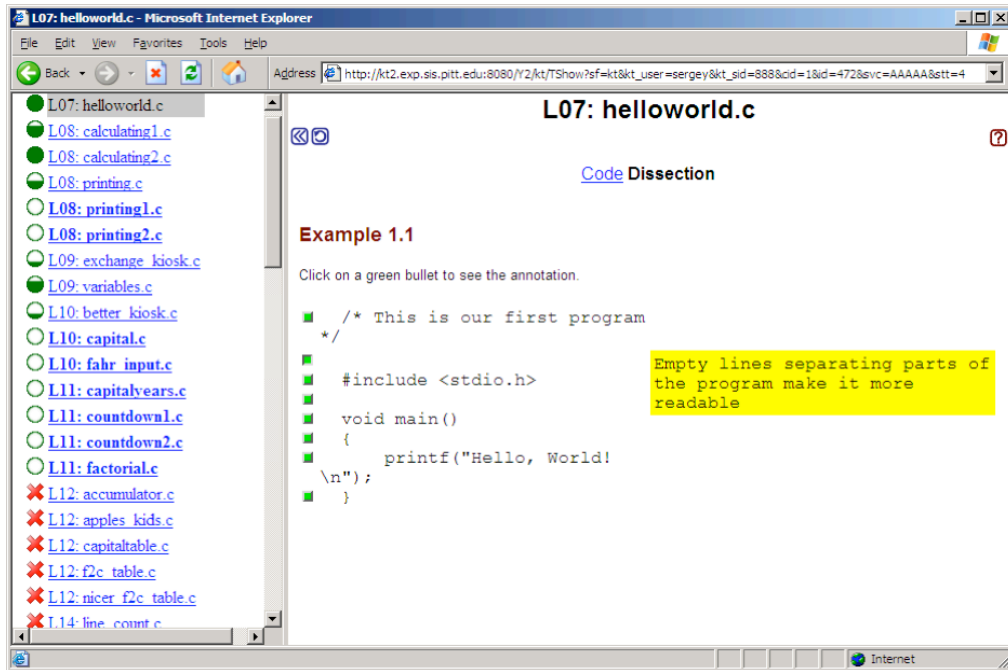 L07: helloworld.c - Microsoft Internet Explorer
File Edit View Favorites Tools Help
Back Address http://kt2.exp.sis.pitt.edu:8080/Y2/kt/TShow?sf=kt&kt_user=sergey&kt_sid=888&cid=1&id=472&svc=AAAAA&stt=4
L07: helloworld.c
L08: calculating1.c
L08: calculating2.c
L08: printing.c
L08: printing1.c
L08: printing2.c
L09: exchange_kiosk.c
L09: variables.c
L10: better_kiosk.c
L10: capital.c
L10: fahr_input.c
L11: capitalyears.c
L11: countdown1.c
L11: countdown2.c
L11: factorial.c
L12: accumulator.c
L12: apples_kids.c
L12: capitaltable.c
L12: f2c_table.c
L12: nicer_f2c_table.c
L14: line_count.c
L07: helloworld.c
?
Code Dissection
Example 1.1
Click on a green bullet to see the annotation.
/* This is our first program
*/
#include <stdio.h>
void main()
{
printf("Hello, World!
\n");
}
Empty lines separating parts of
the program make it more
readable
Internet